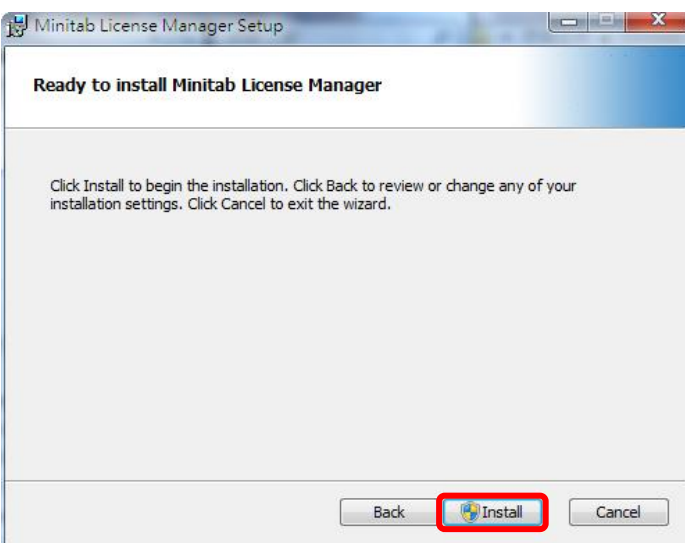 Minitab License Manager Setup
Ready to install Minitab License Manager
Click Install to begin the installation. Click Back to review or change any of your
installation settings. Click Cancel to exit the wizard.
Back Install Cancel